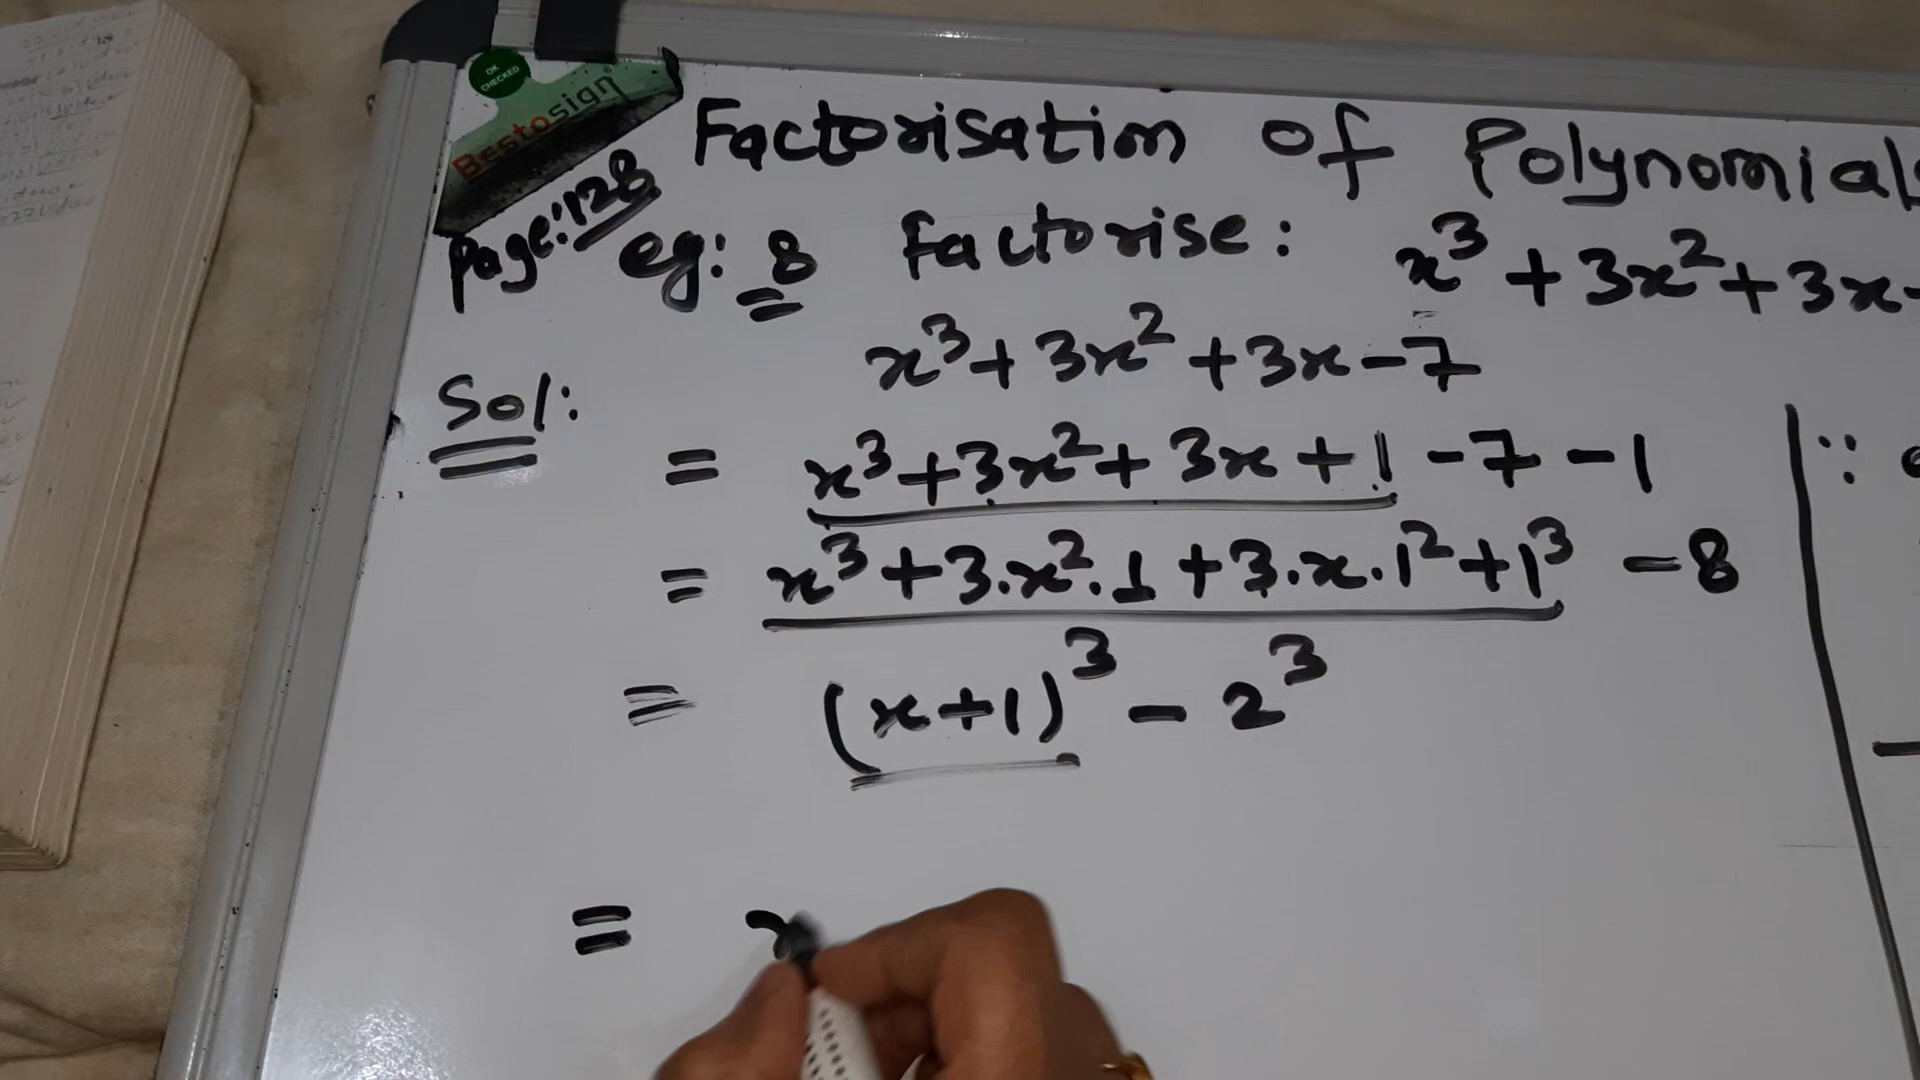 OK CHECKED
Bestosign
Factorisation of Polynomials
Page: 128
eg: 8 Factorise: x³ + 3x² + 3x -
x³ + 3x² + 3x - 7
Sol:
= x³ + 3x² + 3x + 1 - 7 - 1
∵
= x³ + 3.x².1 + 3.x.1² + 1³ - 8
= (x+1)³ - 2³
=